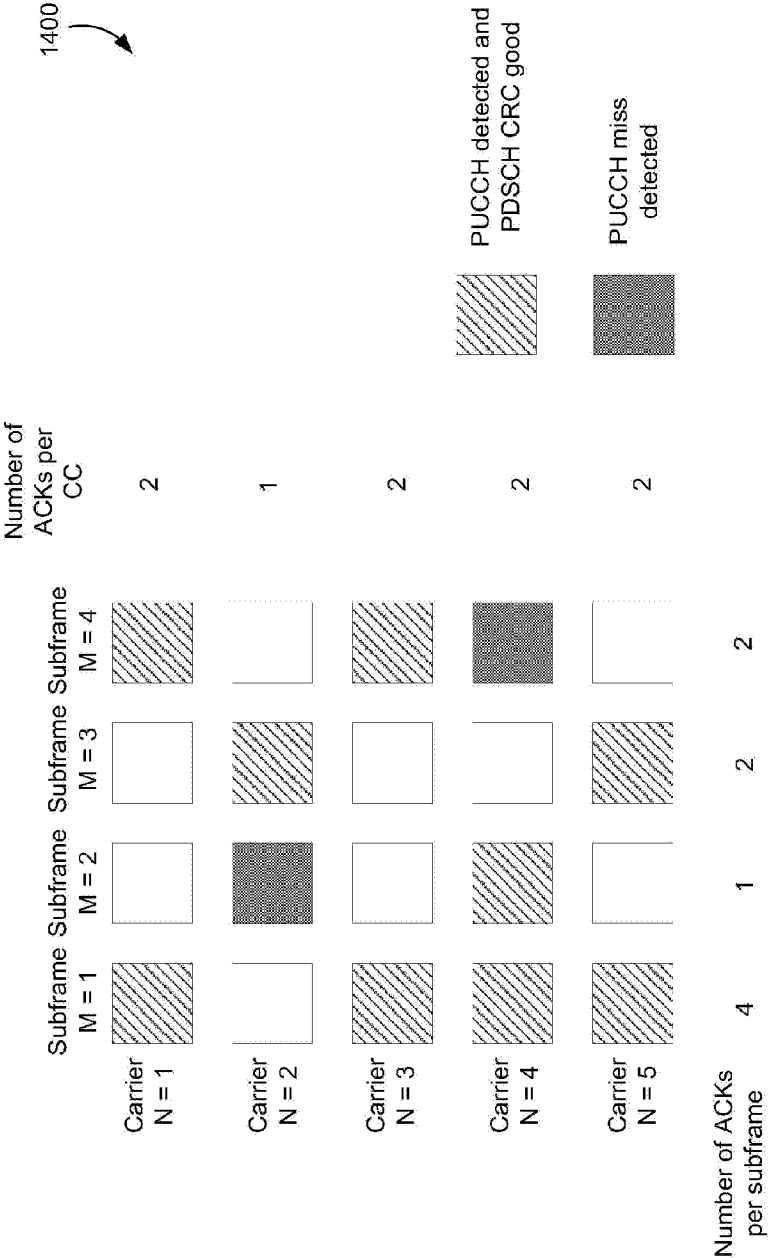 1400
Number of
ACKs per
CC
Subframe
M = 1
Subframe
M = 2
Subframe
M = 3
Subframe
M = 4
Carrier
N = 1
2
Carrier
N = 2
1
Carrier
N = 3
2
Carrier
N = 4
2
Carrier
N = 5
2
Number of ACKs
per subframe
4
1
2
2
PUCCH detected and
PDSCH CRC good
PUCCH miss
detected